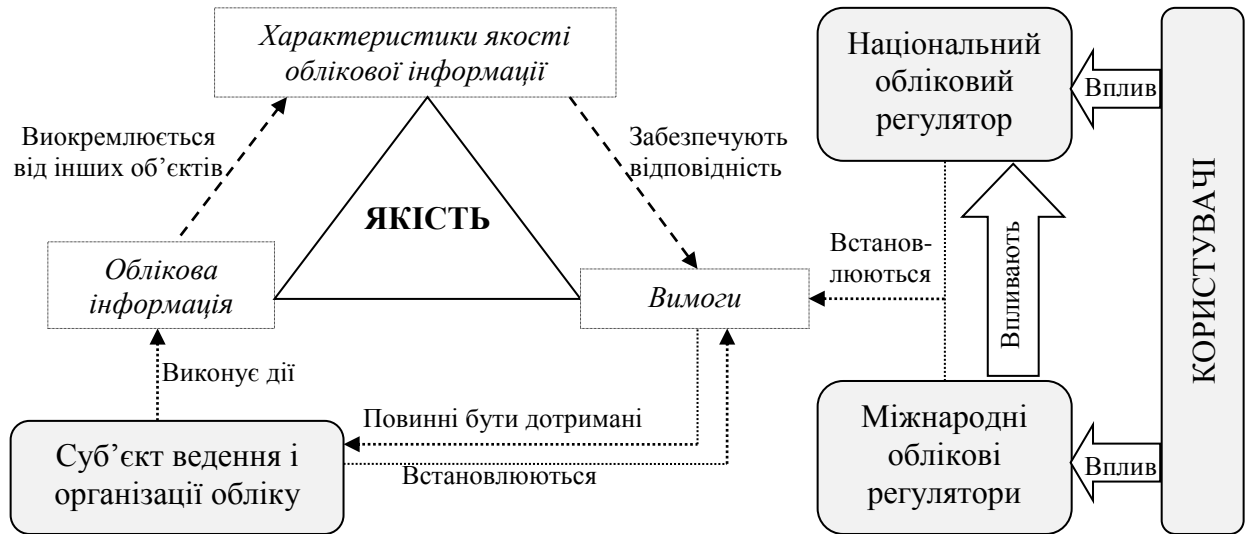 Характеристики якості
облікової інформації
Національний
обліковий
регулятор
Вплив
Виокремлюється
від інших об’єктів
Забезпечують
відповідність
ЯКІСТЬ
КОРИСТУВАЧІ
Облікова
інформація
Вимоги
Встанов-
люються
Впливають
Виконує дії
Повинні бути дотримані
Встановлюються
Суб’єкт ведення і
організації обліку
Міжнародні
облікові
регулятори
Вплив